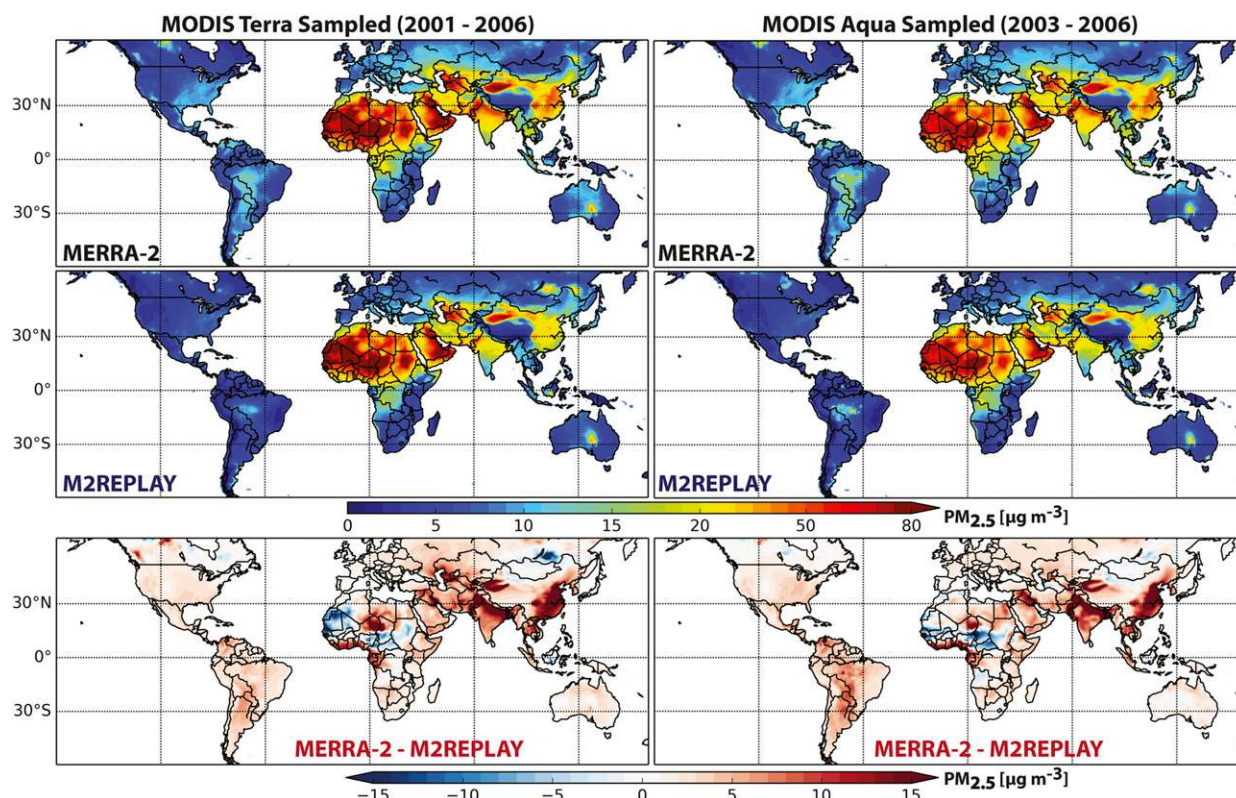 MODIS Terra Sampled (2001 - 2006)
MODIS Aqua Sampled (2003 - 2006)
30°N
0°
30°S
MERRA-2
MERRA-2
30°N
0°
30°S
M2REPLAY
M2REPLAY
0 5 10 15 20 50 80 PM2.5 [µg m-3]
30°N
0°
30°S
MERRA-2 - M2REPLAY
MERRA-2 - M2REPLAY
−15 −10 −5 0 5 10 15 PM2.5 [µg m-3]